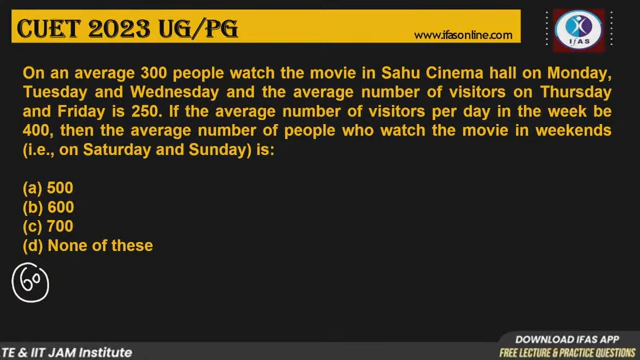 CUET 2023 UG/PG
www.ifasonline.com
iFAS
On an average 300 people watch the movie in Sahu Cinema hall on Monday,
Tuesday and Wednesday and the average number of visitors on Thursday
and Friday is 250. If the average number of visitors per day in the week be
400, then the average number of people who watch the movie in weekends
(i.e., on Saturday and Sunday) is:
(a) 500
(b) 600
(c) 700
(d) None of these
60
DOWNLOAD IFAS APP
TE & IIT JAM Institute
FREE LECTURE & PRACTICE QUESTIONS